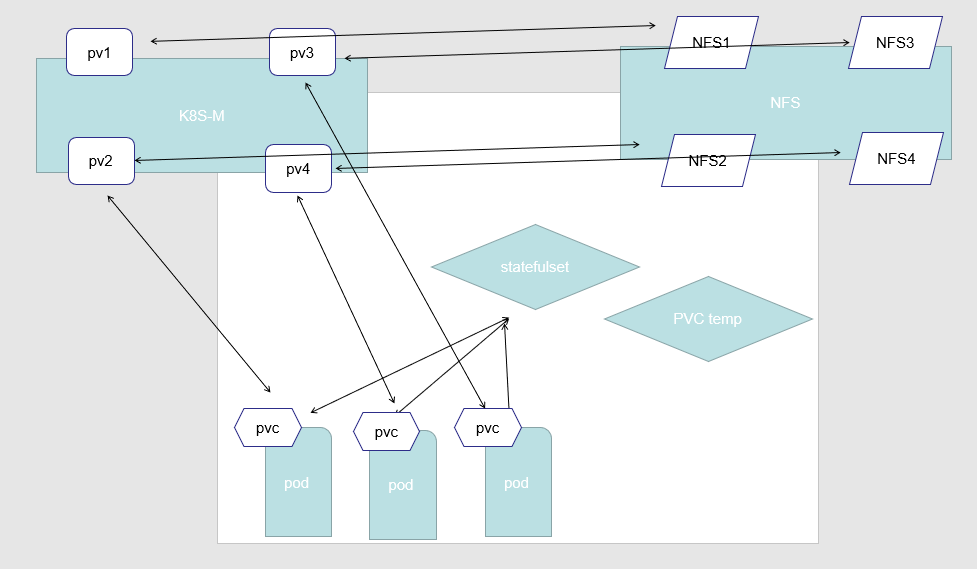 pv1
pv3
NFS1
NFS3
K8S-M
NFS
pv2
pv4
NFS2
NFS4
statefulset
PVC temp
pvc
pvc
pvc
pod
pod
pod